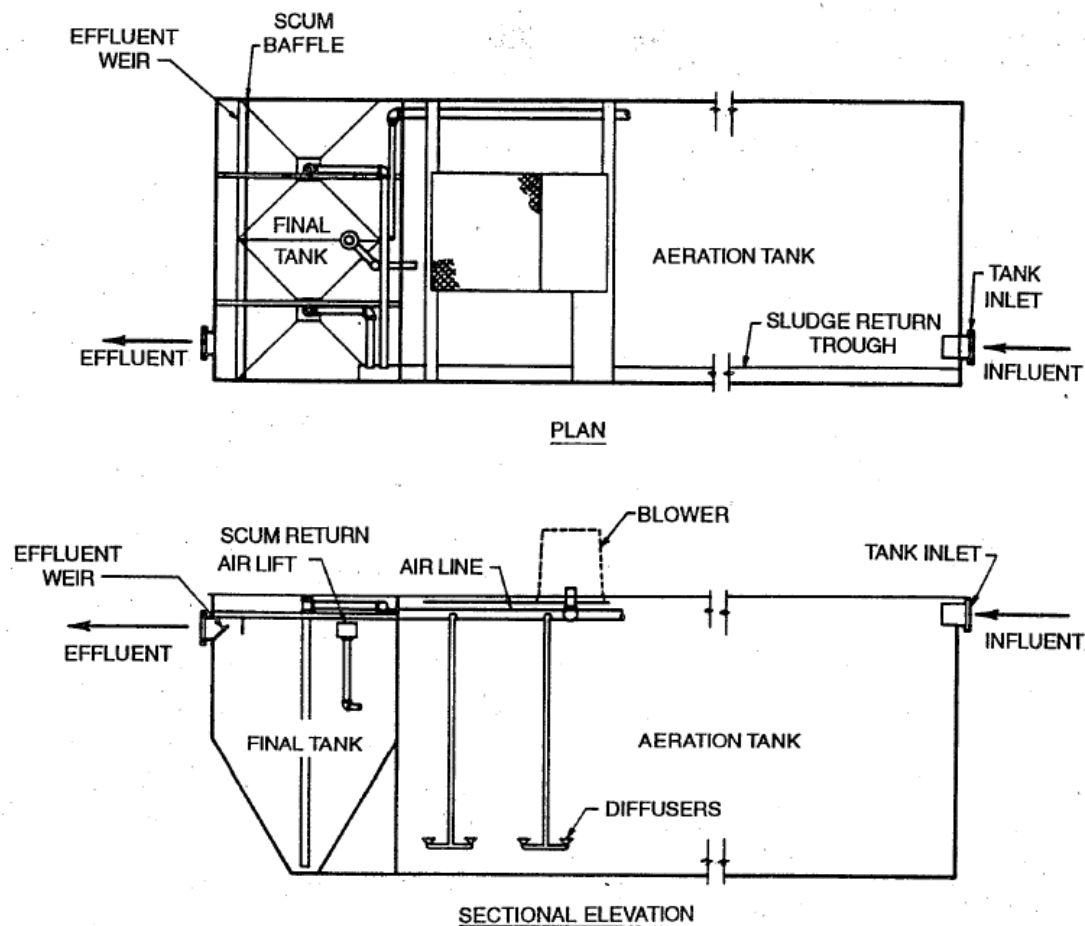 SCUM
BAFFLE
EFFLUENT
WEIR
FINAL
TANK
AERATION TANK
TANK
INLET
SLUDGE RETURN
TROUGH
EFFLUENT
INFLUENT
PLAN
BLOWER
SCUM RETURN
AIR LIFT
AIR LINE
TANK INLET
EFFLUENT
WEIR
EFFLUENT
INFLUENT
FINAL TANK
AERATION TANK
DIFFUSERS
SECTIONAL ELEVATION